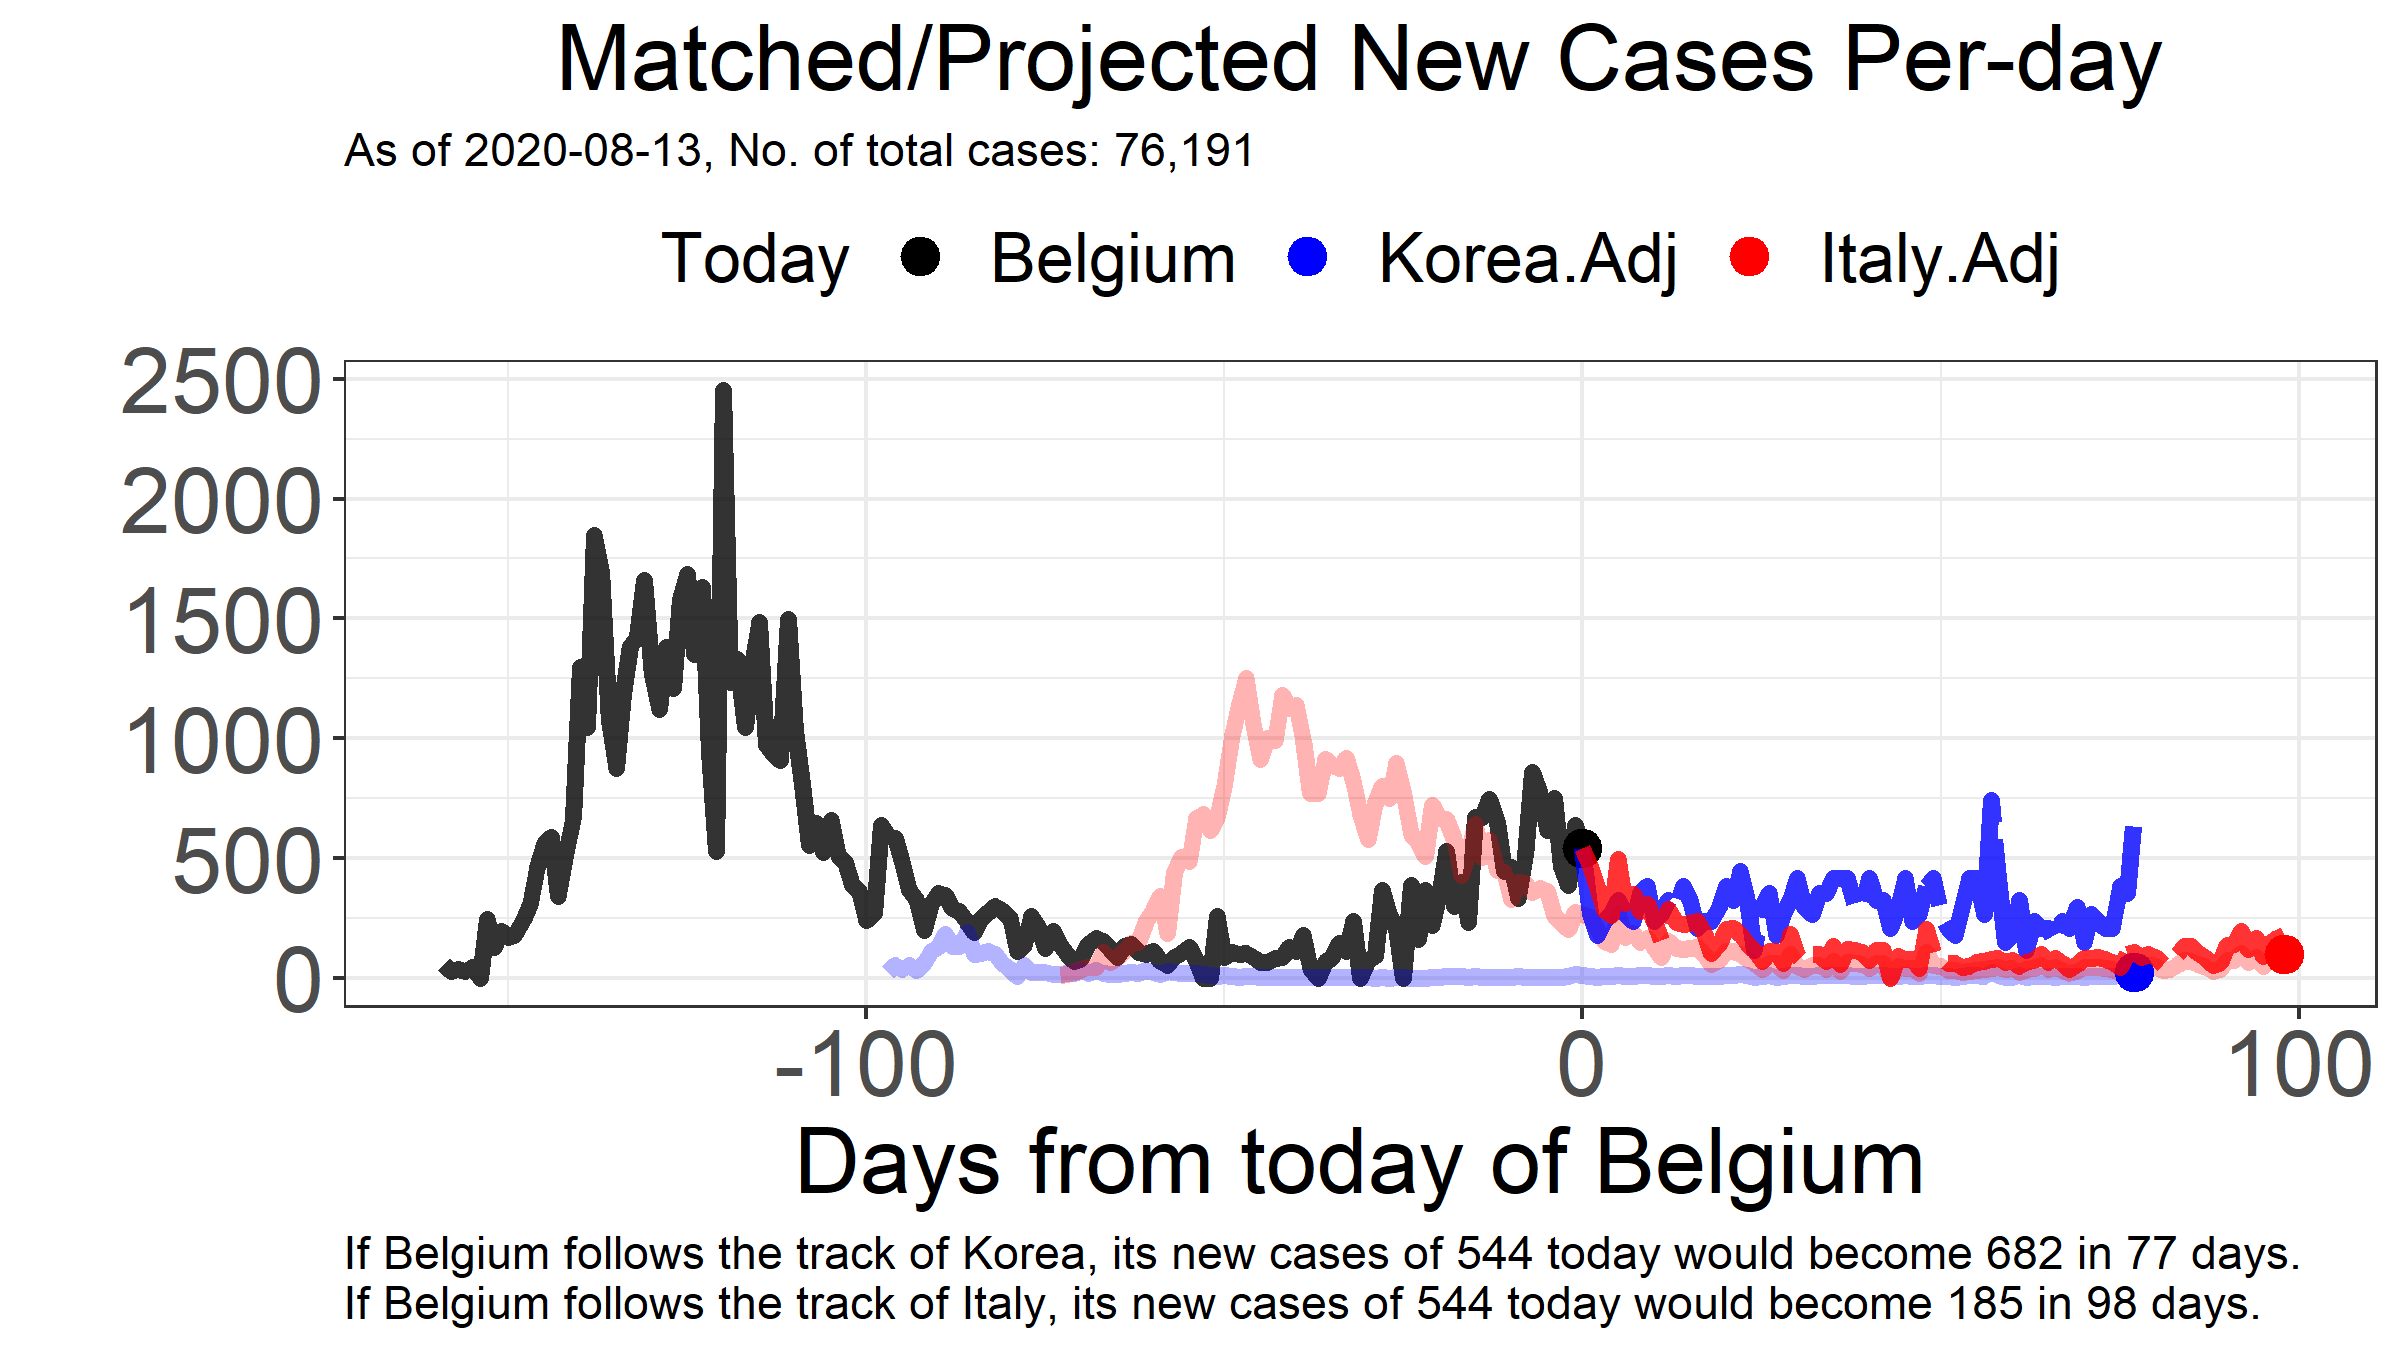 Matched/Projected New Cases Per-day
As of 2020-08-13, No. of total cases: 76,191
Today Belgium Korea.Adj Italy.Adj
2500
2000
1500
1000
500
0
-100 0 100
Days from today of Belgium
If Belgium follows the track of Korea, its new cases of 544 today would become 682 in 77 days.
If Belgium follows the track of Italy, its new cases of 544 today would become 185 in 98 days.